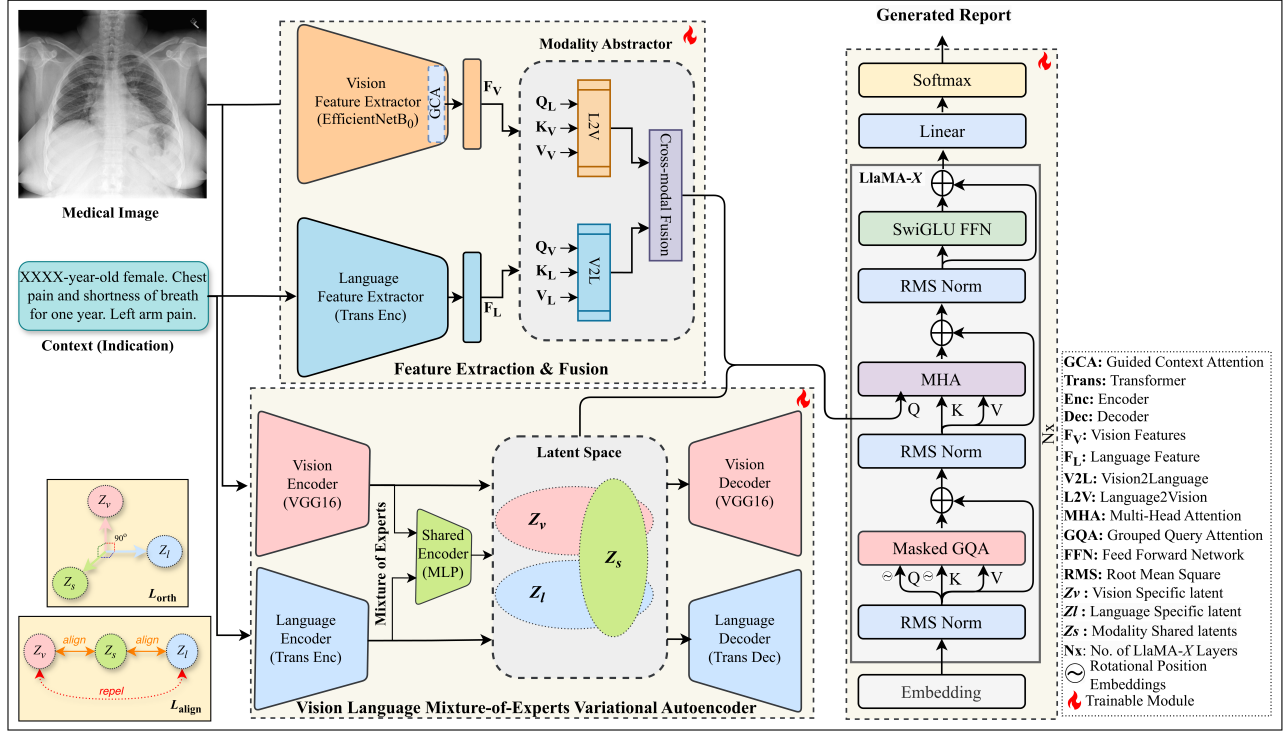 Medical Image
XXXX-year-old female. Chest
pain and shortness of breath
for one year. Left arm pain.
Context (Indication)
Vision
Feature Extractor
(EfficientNetB0)
GCA
FV
Language
Feature Extractor
(Trans Enc)
FL
Modality Abstractor
QL
KV
VV
L2V
QV
KL
VL
V2L
Cross-modal Fusion
Feature Extraction & Fusion
Vision
Encoder
(VGG16)
Language
Encoder
(Trans Enc)
Mixture of Experts
Shared
Encoder
(MLP)
Latent Space
Zv
Zl
Zs
Vision
Decoder
(VGG16)
Language
Decoder
(Trans Dec)
Vision Language Mixture-of-Experts Variational Autoencoder
Zv
90°
Zl
Zs
Lorth
Zv
align
Zs
align
Zl
repel
Lalign
Generated Report
Softmax
Linear
LlaMA-X
SwiGLU FFN
RMS Norm
MHA
Q
K
V
RMS Norm
Nx
Masked GQA
Q
K
V
RMS Norm
Embedding
GCA: Guided Context Attention
Trans: Transformer
Enc: Encoder
Dec: Decoder
FV: Vision Features
FL: Language Feature
V2L: Vision2Language
L2V: Language2Vision
MHA: Multi-Head Attention
GQA: Grouped Query Attention
FFN: Feed Forward Network
RMS: Root Mean Square
Zv : Vision Specific latent
Zl : Language Specific latent
Zs : Modality Shared latents
Nx: No. of LlaMA-X Layers
Rotational Position
Embeddings
Trainable Module